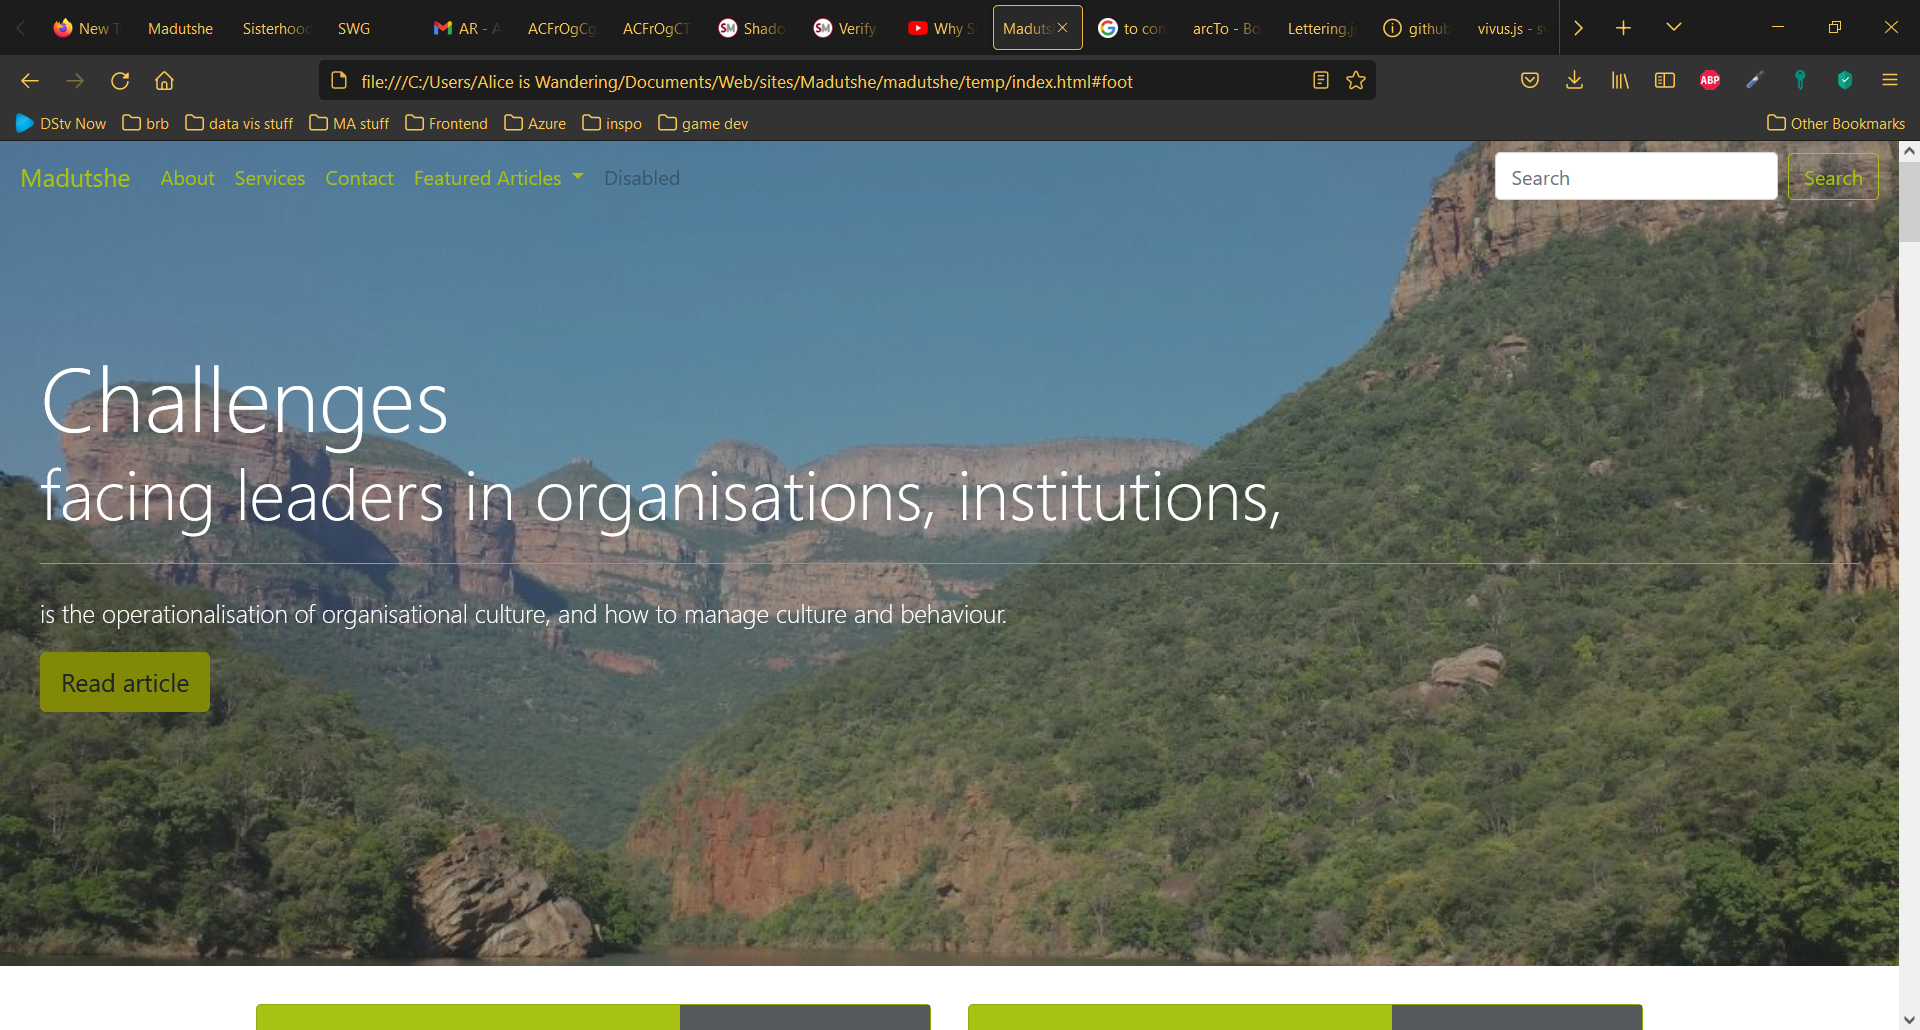 New T
Madutshe
Sisterhood
SWG
AR - A
ACFrOgCg
ACFrOgCT
SM Shado
SM Verify
Why S
Maduts
to con
arcTo - Bo
Lettering.j
github
vivus.js - s
file:///C:/Users/Alice is Wandering/Documents/Web/sites/Madutshe/madutshe/temp/index.html#foot
ABP
DStv Now brb data vis stuff MA stuff Frontend Azure inspo game dev Other Bookmarks
Madutshe About Services Contact Featured Articles Disabled Search Search
Challenges
facing leaders in organisations, institutions,
is the operationalisation of organisational culture, and how to manage culture and behaviour.
Read article